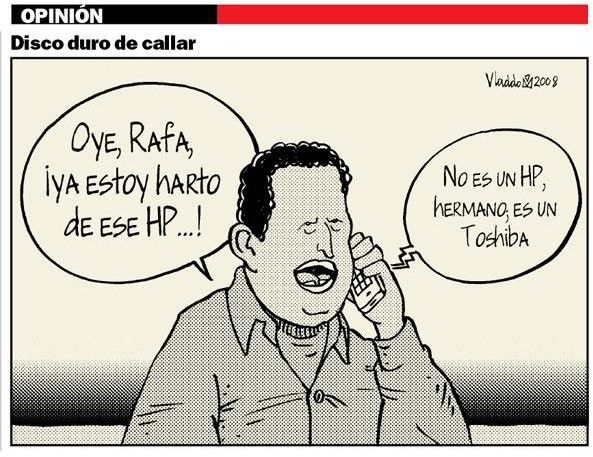 OPINIÓN
Disco duro de callar
Vladdo 2008
Oye, Rafa,
¡ya estoy harto
de ese HP...!
No es un HP,
hermano; es un
Toshiba